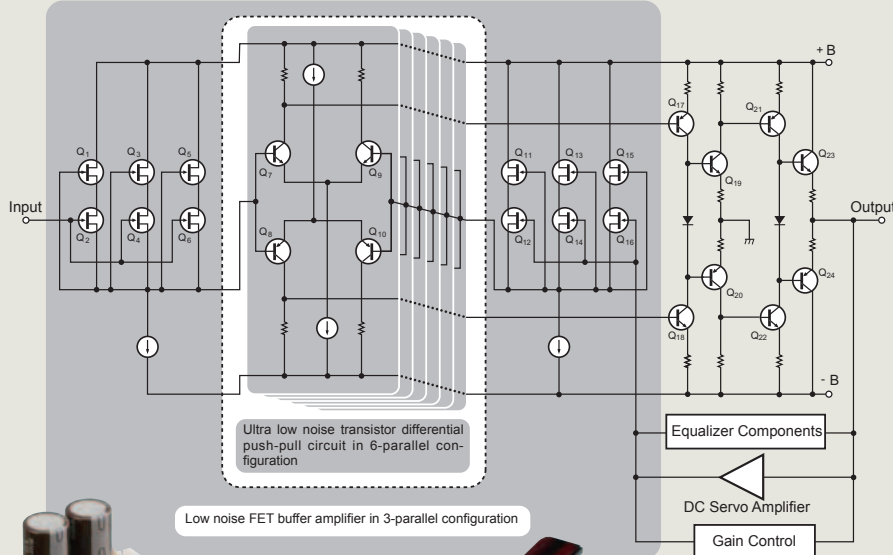 + B
Q17
Q21
Q1
Q3
Q5
Q11
Q13
Q15
Q23
Q7
Q9
Q19
Input
Output
Q2
Q4
Q6
Q8
Q10
Q12
Q14
Q16
Q20
Q24
Q18
Q22
- B
Ultra low noise transistor differential
push-pull circuit in 6-parallel con-
figuration
Equalizer Components
DC Servo Amplifier
Low noise FET buffer amplifier in 3-parallel configuration
Gain Control